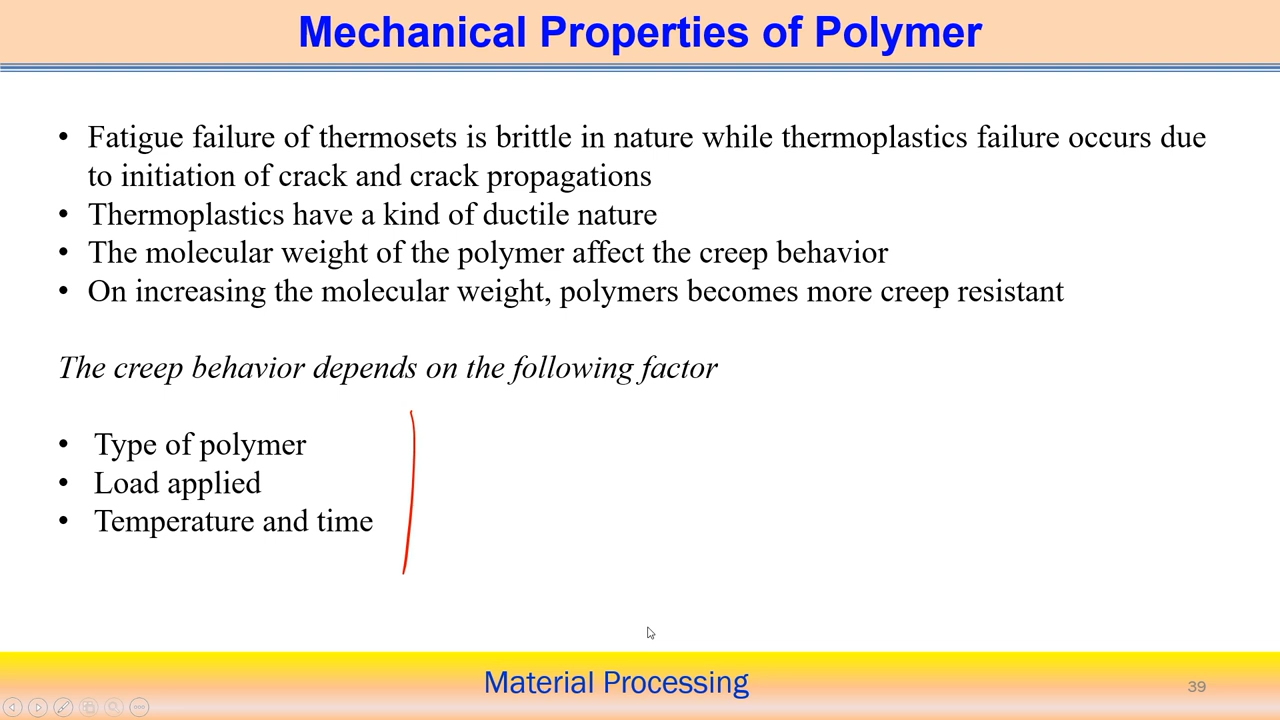 Mechanical Properties of Polymer
• Fatigue failure of thermosets is brittle in nature while thermoplastics failure occurs due
to initiation of crack and crack propagations
• Thermoplastics have a kind of ductile nature
• The molecular weight of the polymer affect the creep behavior
• On increasing the molecular weight, polymers becomes more creep resistant
The creep behavior depends on the following factor
• Type of polymer
• Load applied
• Temperature and time
Material Processing
39